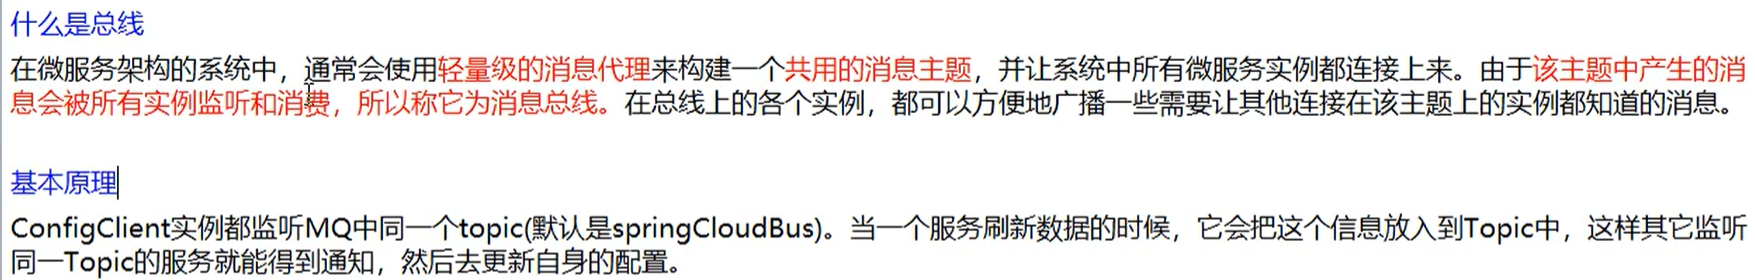 什么是总线
在微服务架构的系统中，通常会使用轻量级的消息代理来构建一个共用的消息主题，并让系统中所有微服务实例都连接上来。由于该主题中产生的消
息会被所有实例监听和消费，所以称它为消息总线。在总线上的各个实例，都可以方便地广播一些需要让其他连接在该主题上的实例都知道的消息。
基本原理
ConfigClient实例都监听MQ中同一个topic(默认是springCloudBus)。当一个服务刷新数据的时候，它会把这个信息放入到Topic中，这样其它监听
同一Topic的服务就能得到通知，然后去更新自身的配置。